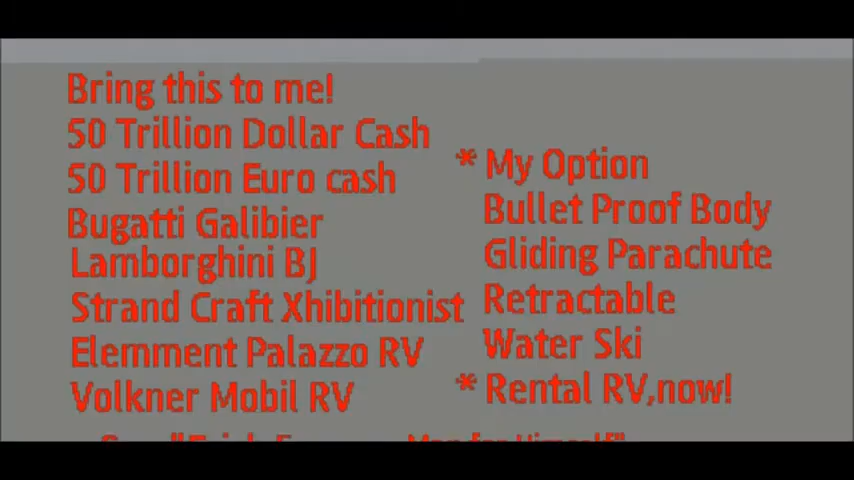 Bring this to me!
50 Trillion Dollar Cash
50 Trillion Euro cash
Bugatti Galibier
Lamborghini BJ
Strand Craft Xhibitionist
Elemment Palazzo RV
Volkner Mobil RV
* My Option
Bullet Proof Body
Gliding Parachute
Retractable
Water Ski
* Rental RV,now!